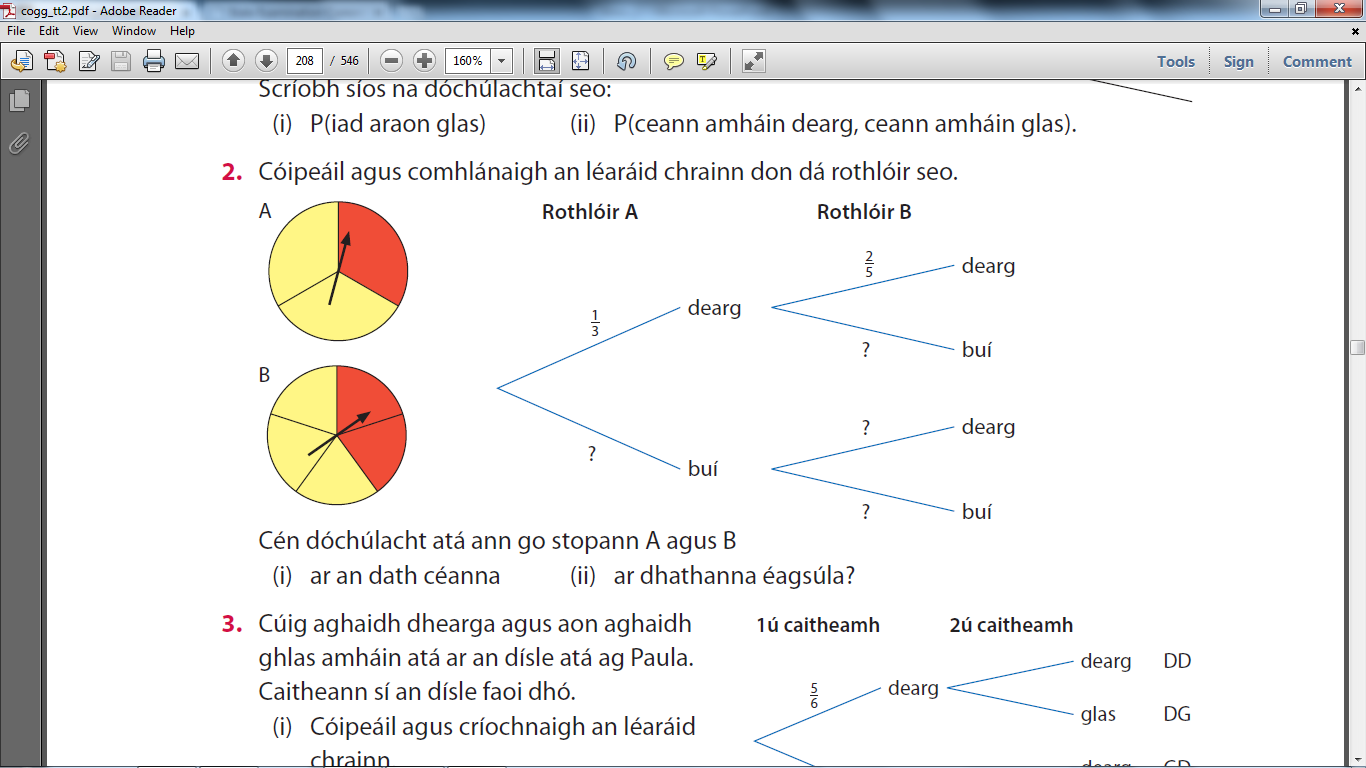 cogg_tt2.pdf - Adobe Reader
File Edit View Window Help
208 / 546 160% Tools Sign Comment
Scríobh síos na dóchúlachtaí seo:
(i) P(iad araon glas) (ii) P(ceann amháin dearg, ceann amháin glas).
2. Cóipeáil agus comhlánaigh an léaráid chrainn don dá rothlóir seo.
A Rothlóir A Rothlóir B
2/5 dearg
1/3 dearg
? buí
B
? dearg
? buí
? buí
Cén dóchúlacht atá ann go stopann A agus B
(i) ar an dath céanna (ii) ar dhathanna éagsúla?
3. Cúig aghaidh dhearga agus aon aghaidh
ghlas amháin atá ar an dísle atá ag Paula.
Caitheann sí an dísle faoi dhó.
(i) Cóipeáil agus críochnaigh an léaráid
chrainn
1ú caitheamh 2ú caitheamh
dearg DD
5/6 dearg
glas DG
dearg GD